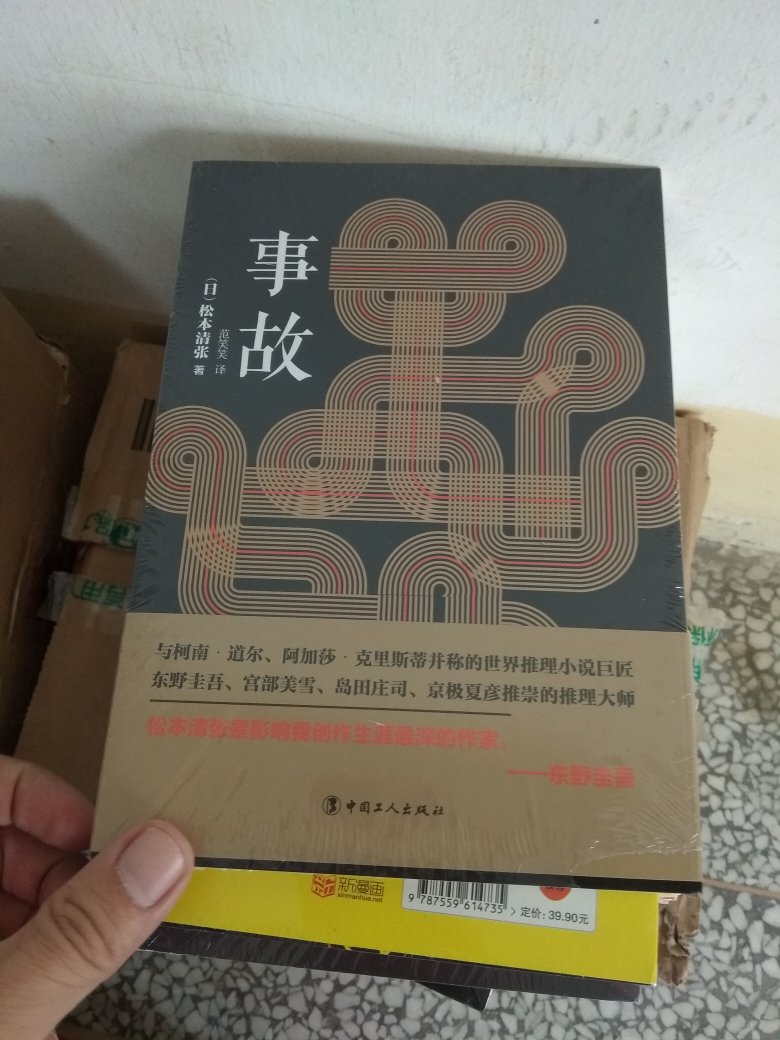 事故
（日）松本清张 著
范笑笑 译
与柯南·道尔、阿加莎·克里斯蒂并称的世界推理小说巨匠
东野圭吾、宫部美雪、岛田庄司、京极夏彦推崇的推理大师
松本清张是影响我创作生涯最深的作家。
——东野圭吾
中国工人出版社
新漫画
xinmanhua.net
9 787559 614735 >
定价: 39.90元
再用